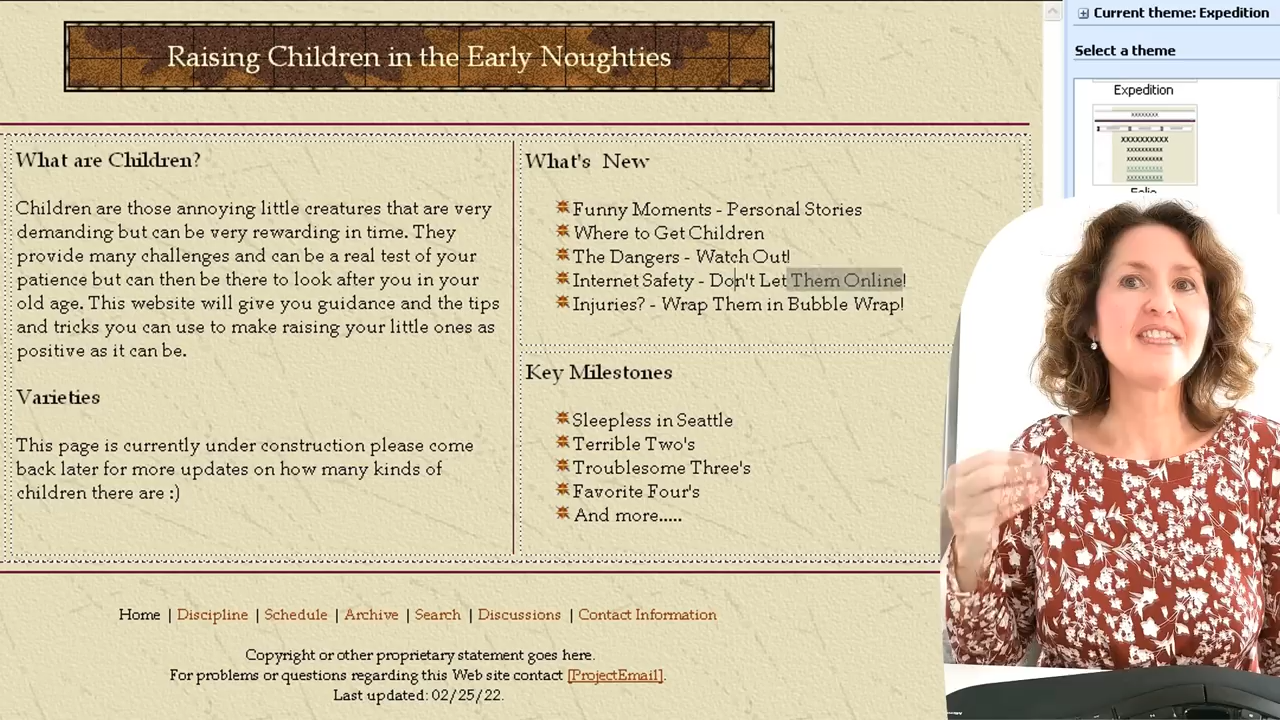 Current theme: Expedition
Select a theme
Expedition
XXXXXXXX
XXXXXXXXXX
XXXXXXXXXX
XXXXXXXXXX
XXXXXXXXXX
XXXXXXXXXX
Raising Children in the Early Noughties
What are Children?
Children are those annoying little creatures that are very
demanding but can be very rewarding in time. They
provide many challenges and can be a real test of your
patience but can then be there to look after you in your
old age. This website will give you guidance and the tips
and tricks you can use to make raising your little ones as
positive as it can be.
Varieties
This page is currently under construction please come
back later for more updates on how many kinds of
children there are :)
What's New
Funny Moments - Personal Stories
Where to Get Children
The Dangers - Watch Out!
Internet Safety - Don't Let Them Online!
Injuries? - Wrap Them in Bubble Wrap!
Key Milestones
Sleepless in Seattle
Terrible Two's
Troublesome Three's
Favorite Four's
And more.....
Home | Discipline | Schedule | Archive | Search | Discussions | Contact Information
Copyright or other proprietary statement goes here.
For problems or questions regarding this Web site contact [ProjectEmail].
Last updated: 02/25/22.